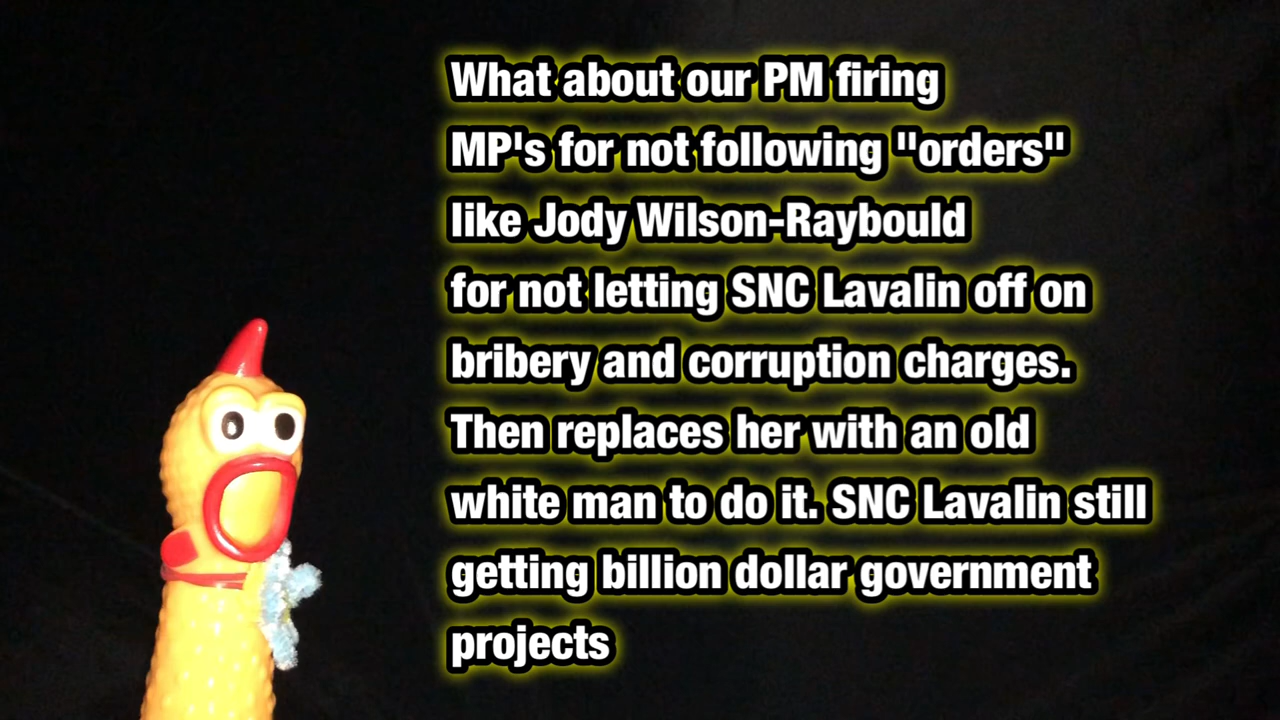 What about our PM firing
MP's for not following "orders"
like Jody Wilson-Raybould
for not letting SNC Lavalin off on
bribery and corruption charges.
Then replaces her with an old
white man to do it. SNC Lavalin still
getting billion dollar government
projects